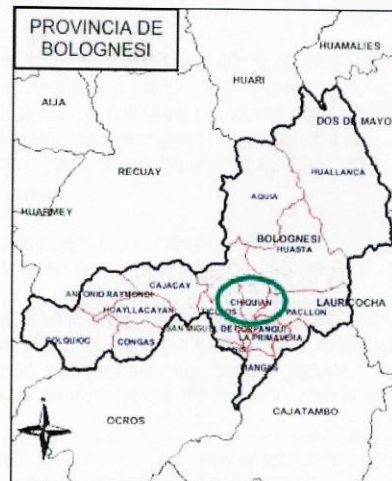 PROVINCIA DE
BOLOGNESI
HUAMALIES
HUARI
AIJA
DOS DE MAYO
RECUAY
HUALLANCA
AQUIA
HUARMEY
BOLOGNESI
HUASTA
CAJACAY
ANTONIO RAYMONDI
CHIQUIAN
LAURICOCHA
HUAYLLACAYAN
PACLLON
SAN MIGUEL DE CORPANQUI
LA PRIMAVERA
COLQUIOC
CONGAS
MANGAS
OCROS
CAJATAMBO